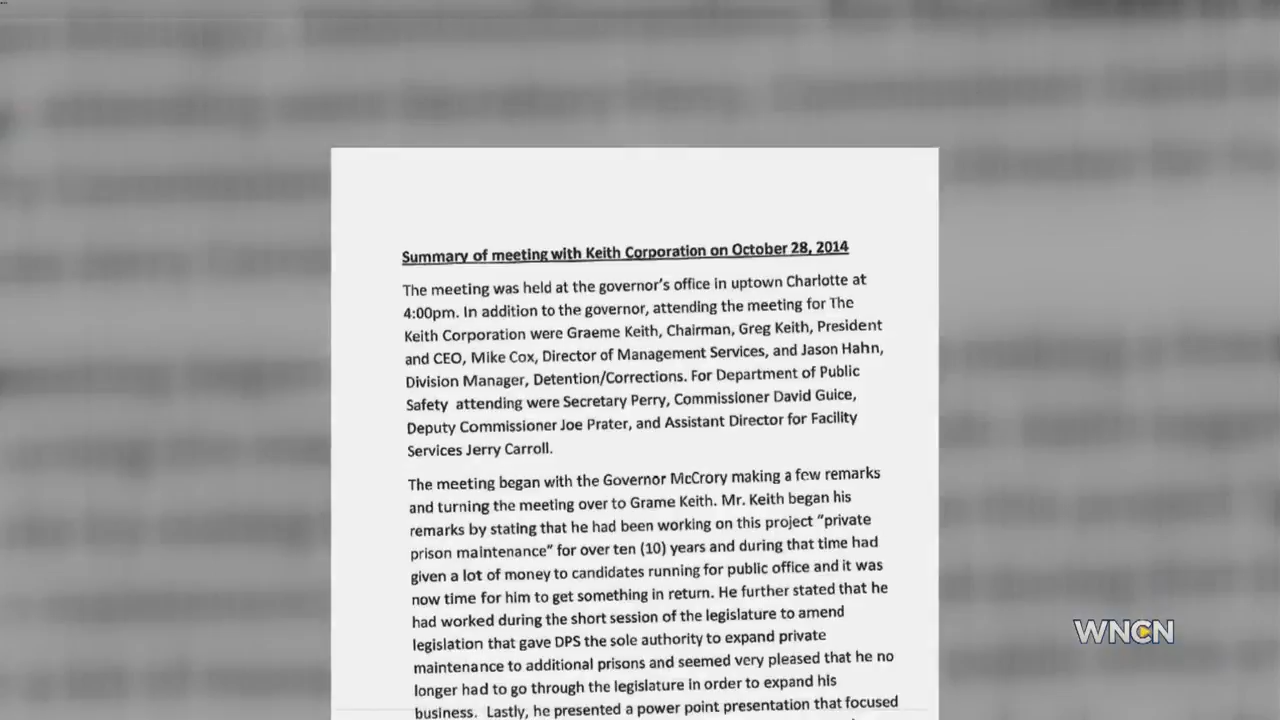 Summary of meeting with Keith Corporation on October 28, 2014
The meeting was held at the governor's office in uptown Charlotte at
4:00pm. In addition to the governor, attending the meeting for The
Keith Corporation were Graeme Keith, Chairman, Greg Keith, President
and CEO, Mike Cox, Director of Management Services, and Jason Hahn,
Division Manager, Detention/Corrections. For Department of Public
Safety attending were Secretary Perry, Commissioner David Guice,
Deputy Commissioner Joe Prater, and Assistant Director for Facility
Services Jerry Carroll.
The meeting began with the Governor McCrory making a few remarks
and turning the meeting over to Grame Keith. Mr. Keith began his
remarks by stating that he had been working on this project "private
prison maintenance" for over ten (10) years and during that time had
given a lot of money to candidates running for public office and it was
now time for him to get something in return. He further stated that he
had worked during the short session of the legislature to amend
legislation that gave DPS the sole authority to expand private
maintenance to additional prisons and seemed very pleased that he no
longer had to go through the legislature in order to expand his
business. Lastly, he presented a power point presentation that focused
WNCN